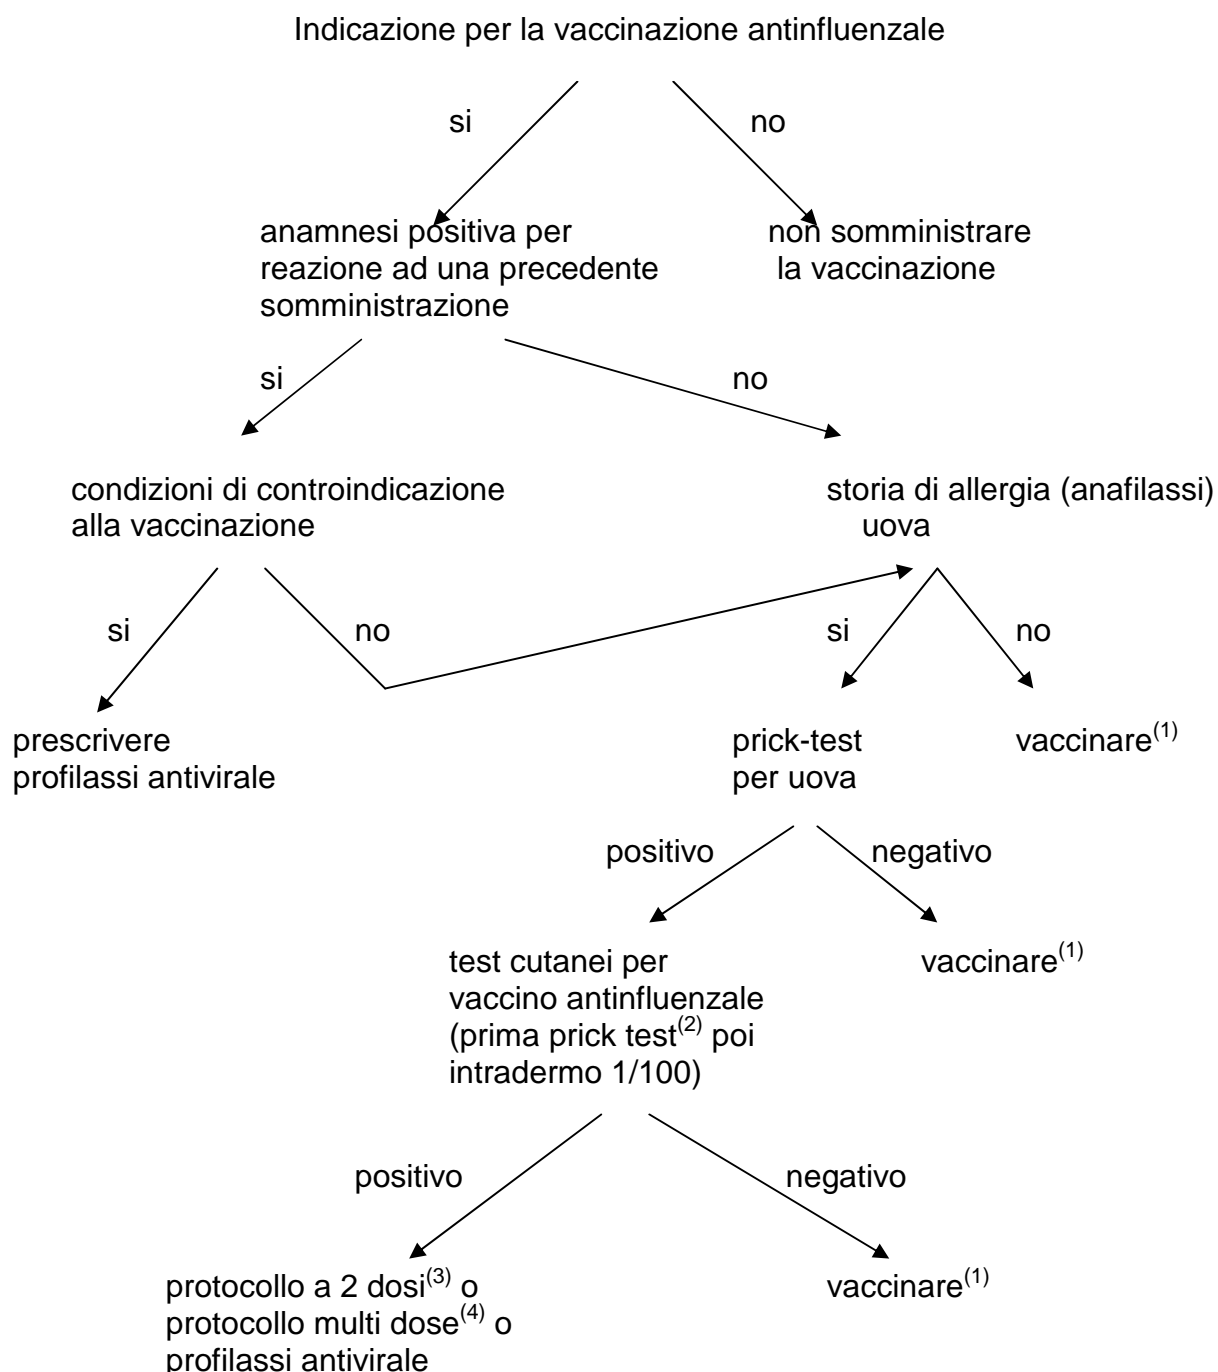 Indicazione per la vaccinazione antinfluenzale
si
no
anamnesi positiva per
reazione ad una precedente
somministrazione
non somministrare
la vaccinazione
si
no
condizioni di controindicazione
alla vaccinazione
storia di allergia (anafilassi)
uova
si
no
si
no
prescrivere
profilassi antivirale
prick-test
per uova
vaccinare(1)
positivo
negativo
test cutanei per
vaccino antinfluenzale
(prima prick test(2) poi
intradermo 1/100)
vaccinare(1)
positivo
negativo
protocollo a 2 dosi(3) o
protocollo multi dose(4) o
profilassi antivirale
vaccinare(1)